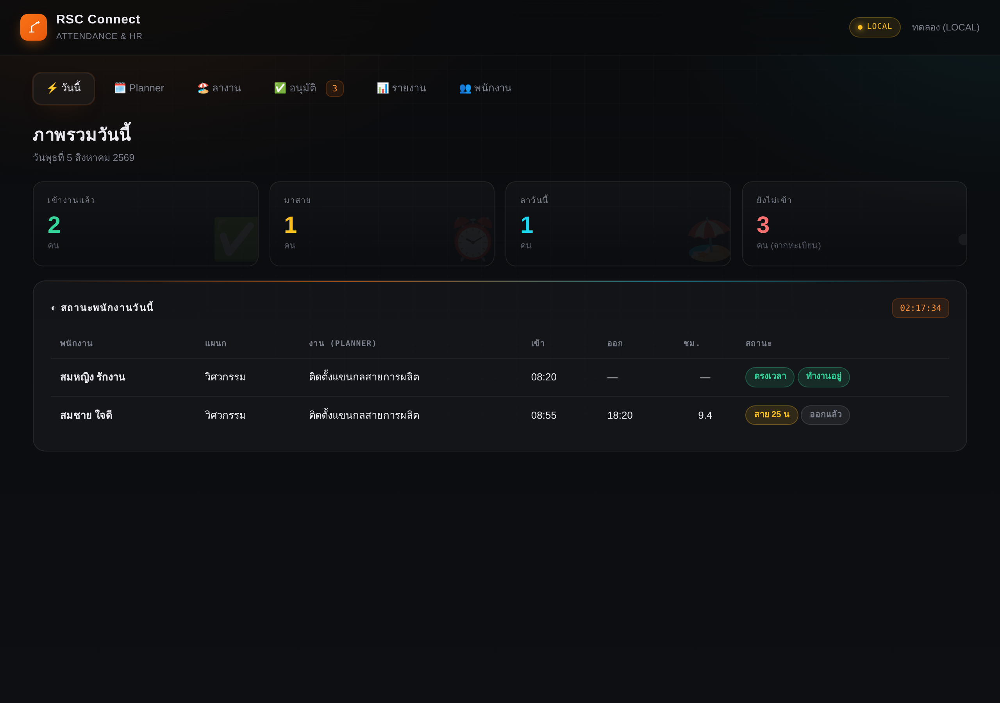 RSC Connect
ATTENDANCE & HR
LOCAL
ทดลอง (LOCAL)
⚡ วันนี้
🗓️ Planner
🏖️ ลางาน
✅ อนุมัติ 3
📊 รายงาน
👥 พนักงาน
ภาพรวมวันนี้
วันพุธที่ 5 สิงหาคม 2569
เข้างานแล้ว
2
คน
มาสาย
1
คน
ลาวันนี้
1
คน
ยังไม่เข้า
3
คน (จากทะเบียน)
สถานะพนักงานวันนี้
02:17:34
พนักงาน แผนก งาน (PLANNER) เข้า ออก ชม. สถานะ
สมหญิง รักงาน วิศวกรรม ติดตั้งแขนกลสายการผลิต 08:20 — — ตรงเวลา ทำงานอยู่
สมชาย ใจดี วิศวกรรม ติดตั้งแขนกลสายการผลิต 08:55 18:20 9.4 สาย 25 น ออกแล้ว